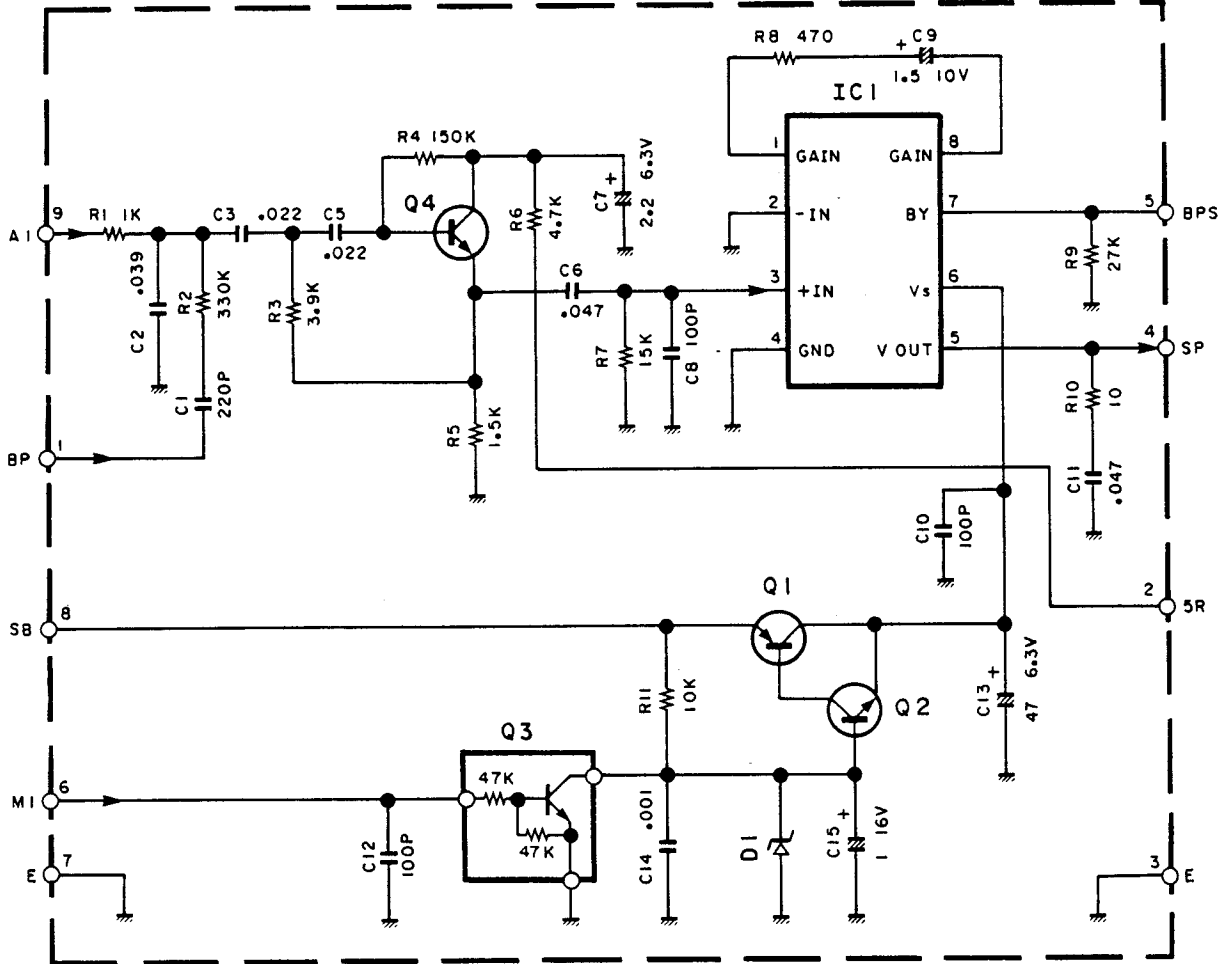 R8 470
+ C9
1.5 10V
IC1
R4 150K
1
GAIN
GAIN
8
Q4
R6
4.7K
C7
+
2.2 6.3V
9
AI
R1 1K
C3
.022
C5
.022
2
-IN
BY
7
5
BPS
R9
27K
.039
C2
R2
330K
R3
3.9K
C6
.047
3
+IN
Vs
6
R7
15K
C8
100P
4
GND
V OUT
5
4
SP
C1
220P
R5
1.5K
R10
10
1
BP
C11
.047
C10
100P
2
5R
8
SB
Q1
R11
10K
Q2
C13
+
47 6.3V
Q3
6
MI
47K
47K
C12
100P
C14
.001
D1
C15
+
1 16V
7
E
3
E